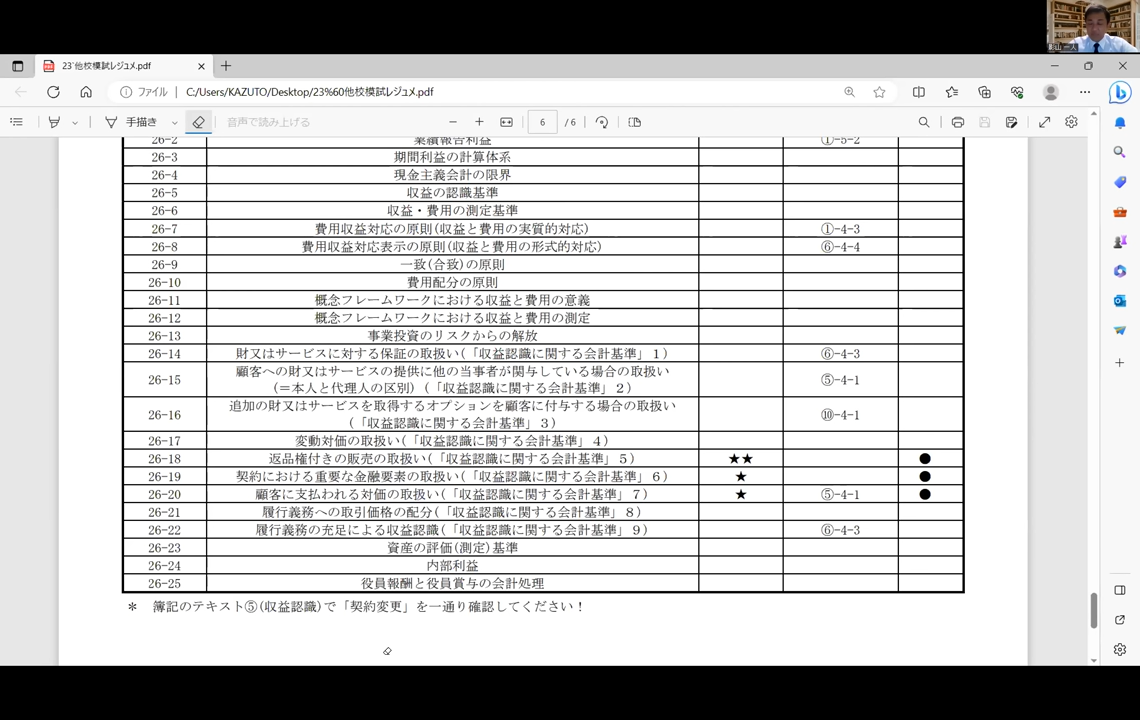 影山 一人
23`他校模試レジュメ.pdf
ファイル C:/Users/KAZUTO/Desktop/23%60他校模試レジュメ.pdf
手描き 音声で読み上げる 6 / 6
26-2 業績報告利益 ①-5-2
26-3 期間利益の計算体系
26-4 現金主義会計の限界
26-5 収益の認識基準
26-6 収益・費用の測定基準
26-7 費用収益対応の原則(収益と費用の実質的対応) ①-4-3
26-8 費用収益対応表示の原則(収益と費用の形式的対応) ⑥-4-4
26-9 一致(合致)の原則
26-10 費用配分の原則
26-11 概念フレームワークにおける収益と費用の意義
26-12 概念フレームワークにおける収益と費用の測定
26-13 事業投資のリスクからの解放
26-14 財又はサービスに対する保証の取扱い(「収益認識に関する会計基準」1) ⑥-4-3
26-15 顧客への財又はサービスの提供に他の当事者が関与している場合の取扱い
(=本人と代理人の区別)(「収益認識に関する会計基準」2) ⑤-4-1
26-16 追加の財又はサービスを取得するオプションを顧客に付与する場合の取扱い
(「収益認識に関する会計基準」3) ⑩-4-1
26-17 変動対価の取扱い(「収益認識に関する会計基準」4)
26-18 返品権付きの販売の取扱い(「収益認識に関する会計基準」5) ★★ ●
26-19 契約における重要な金融要素の取扱い(「収益認識に関する会計基準」6) ★ ●
26-20 顧客に支払われる対価の取扱い(「収益認識に関する会計基準」7) ★ ⑤-4-1 ●
26-21 履行義務への取引価格の配分(「収益認識に関する会計基準」8)
26-22 履行義務の充足による収益認識(「収益認識に関する会計基準」9) ⑥-4-3
26-23 資産の評価(測定)基準
26-24 内部利益
26-25 役員報酬と役員賞与の会計処理
* 簿記のテキスト⑤(収益認識)で「契約変更」を一通り確認してください!